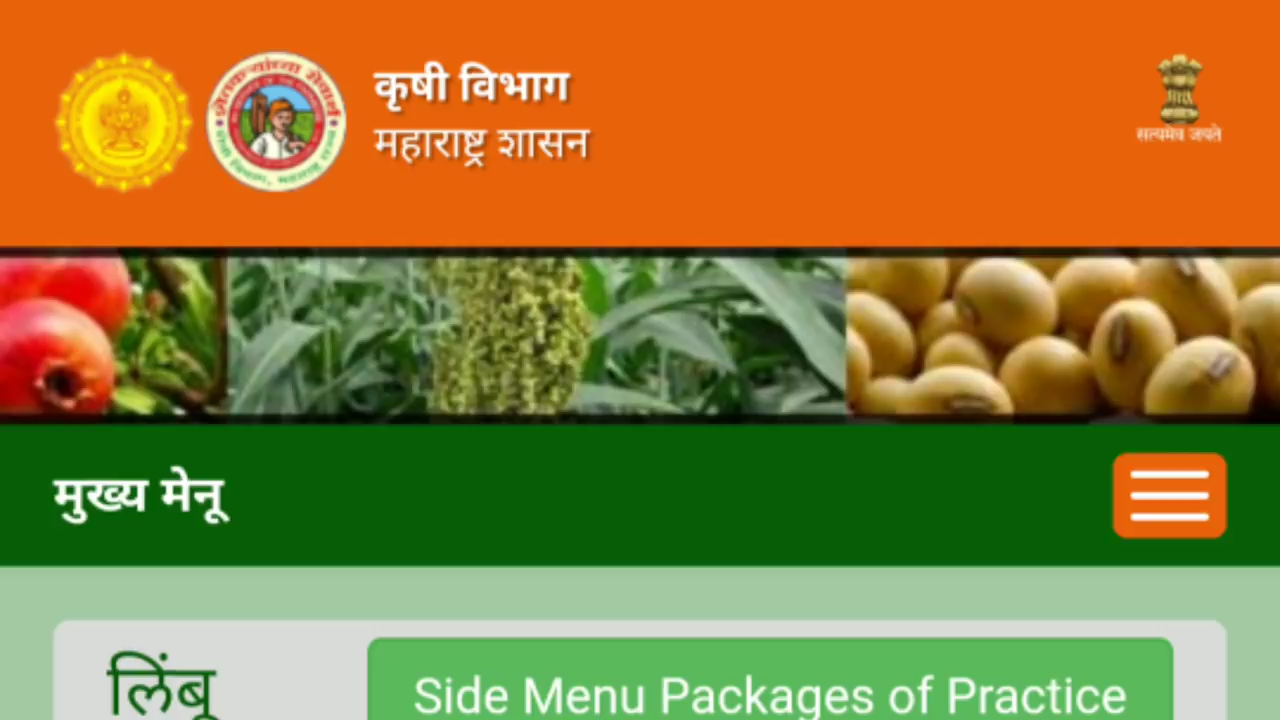 कृषी विभाग
महाराष्ट्र शासन
सत्यमेव जयते
मुख्य मेनू
लिंबू
Side Menu Packages of Practice